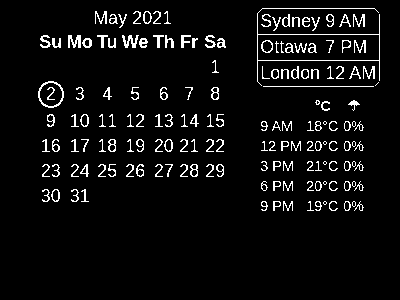 May 2021
Su Mo Tu We Th Fr Sa
1
2 3 4 5 6 7 8
9 10 11 12 13 14 15
16 17 18 19 20 21 22
23 24 25 26 27 28 29
30 31
Sydney 9 AM
Ottawa 7 PM
London 12 AM
°C ☂
9 AM 18°C 0%
12 PM 20°C 0%
3 PM 21°C 0%
6 PM 20°C 0%
9 PM 19°C 0%